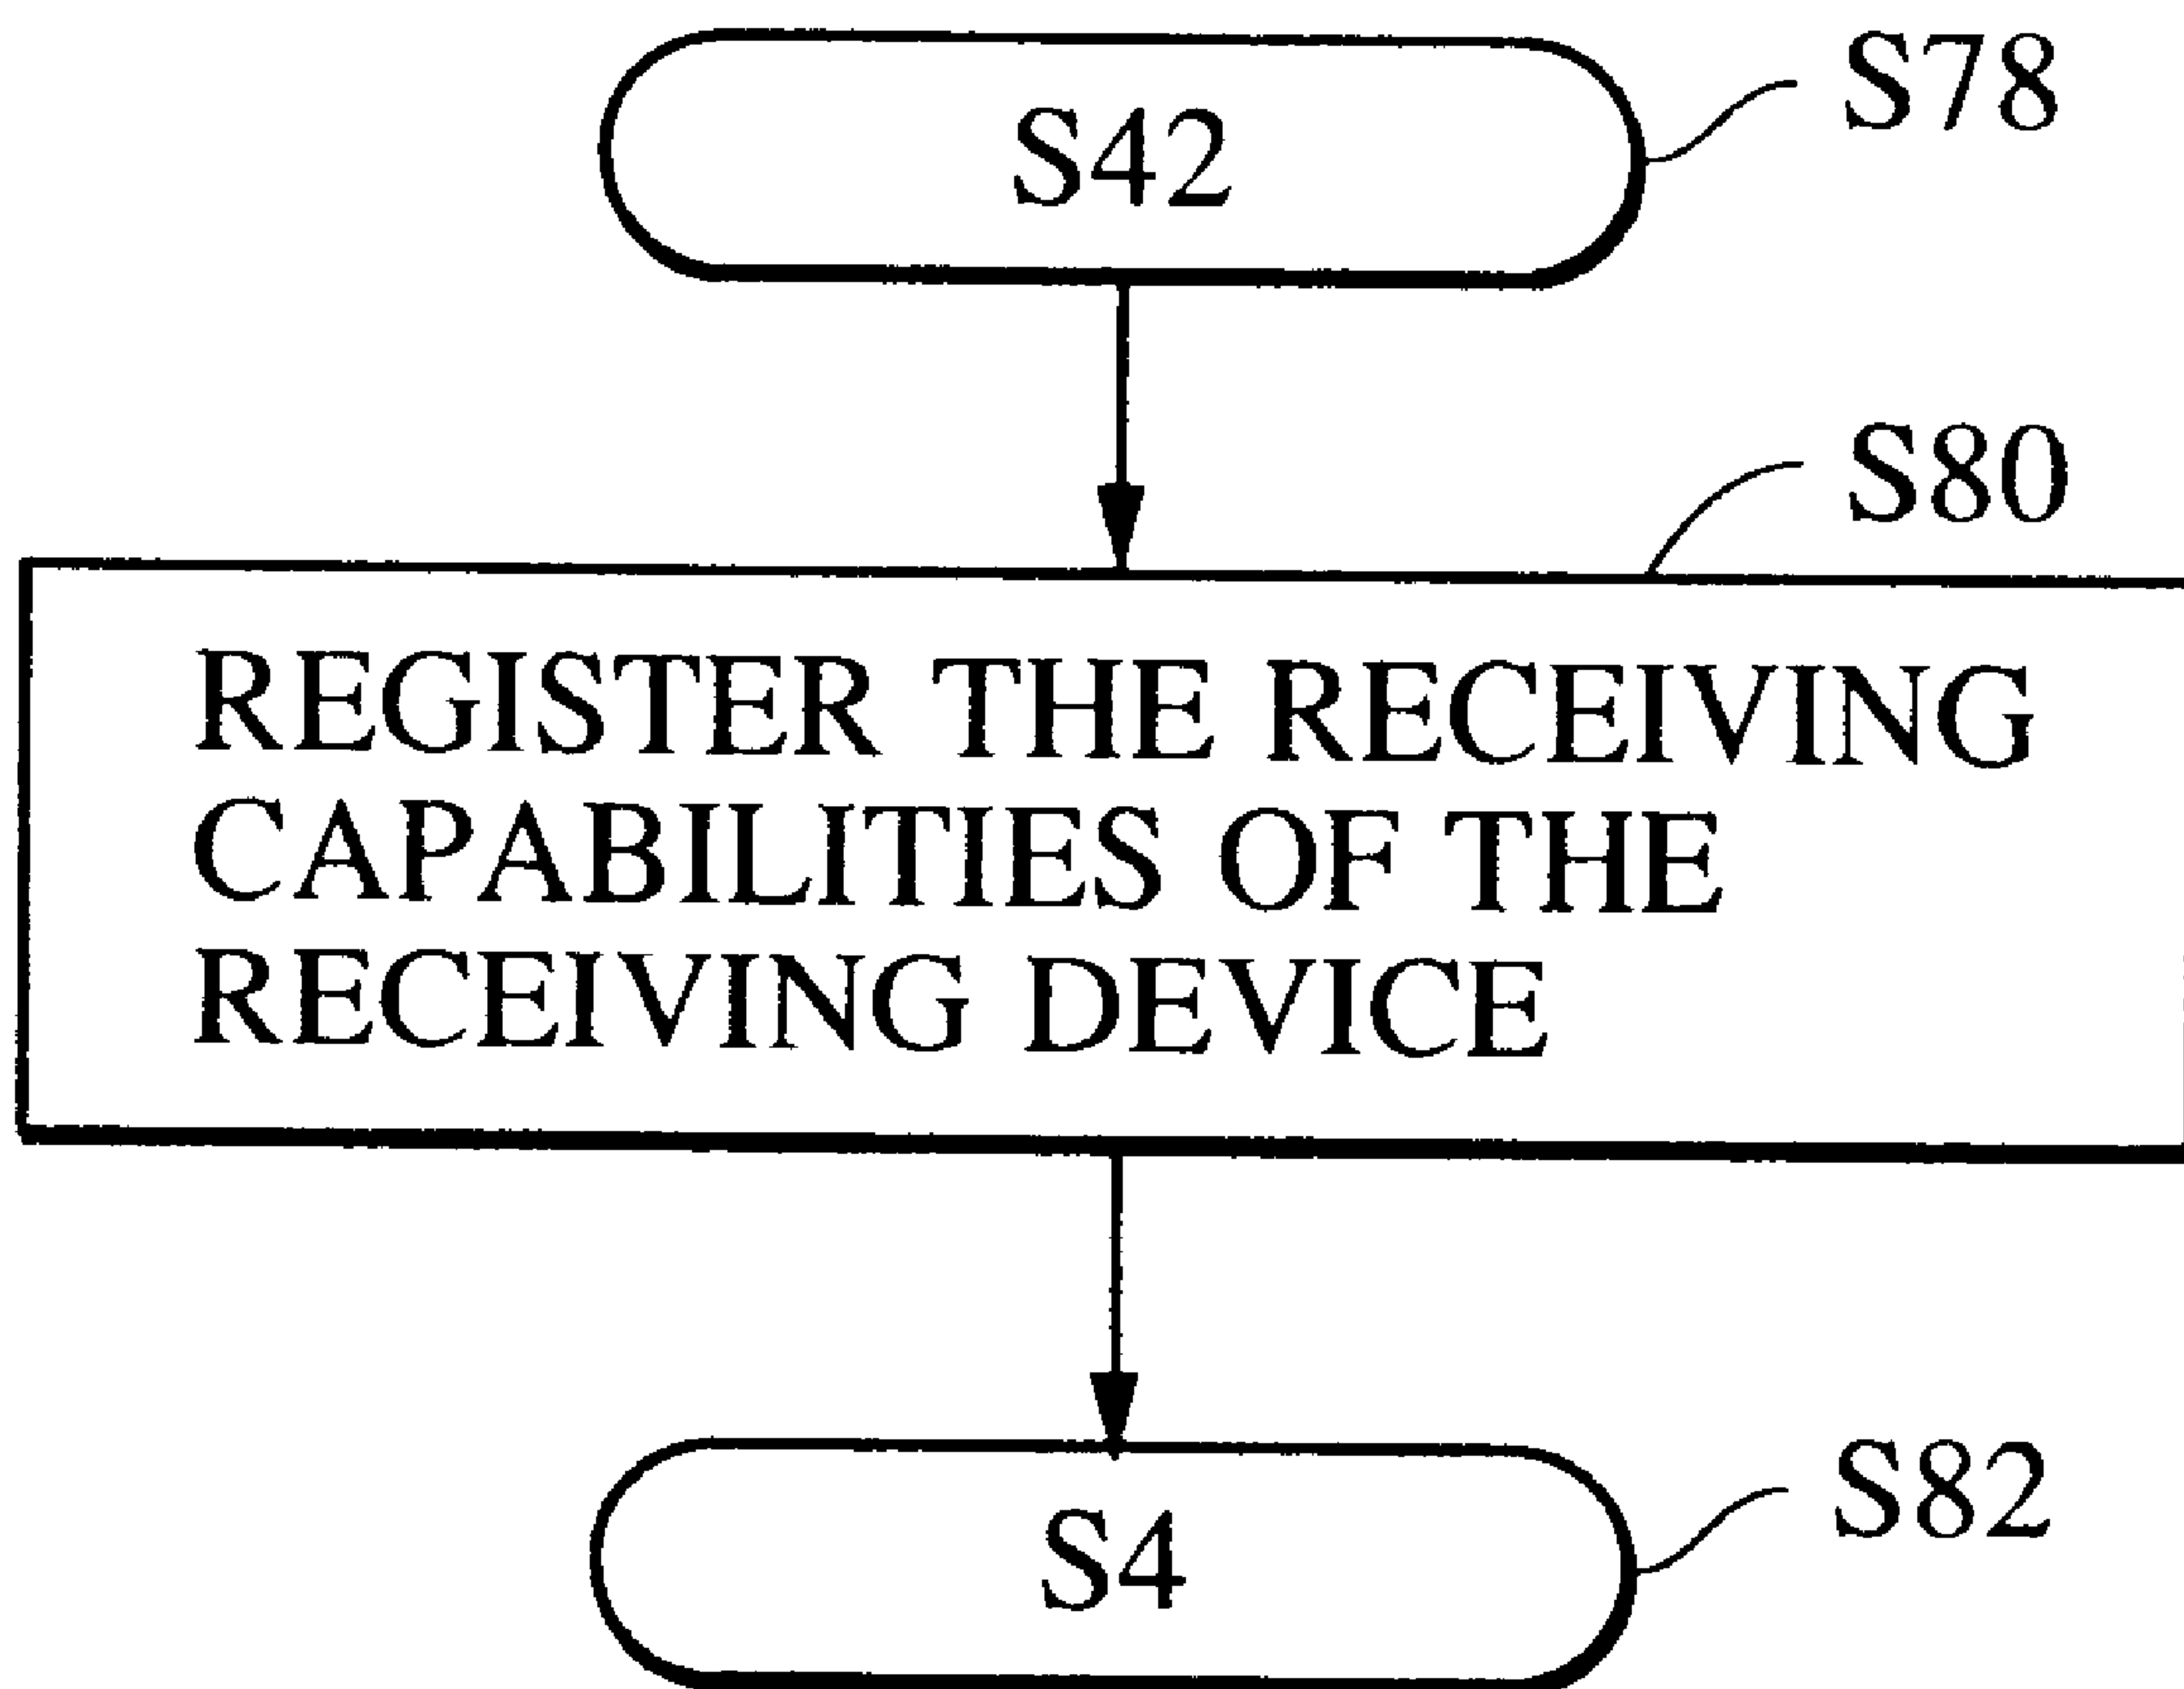 S42
S78
S80
REGISTER THE RECEIVING
CAPABILITIES OF THE
RECEIVING DEVICE
S4
S82